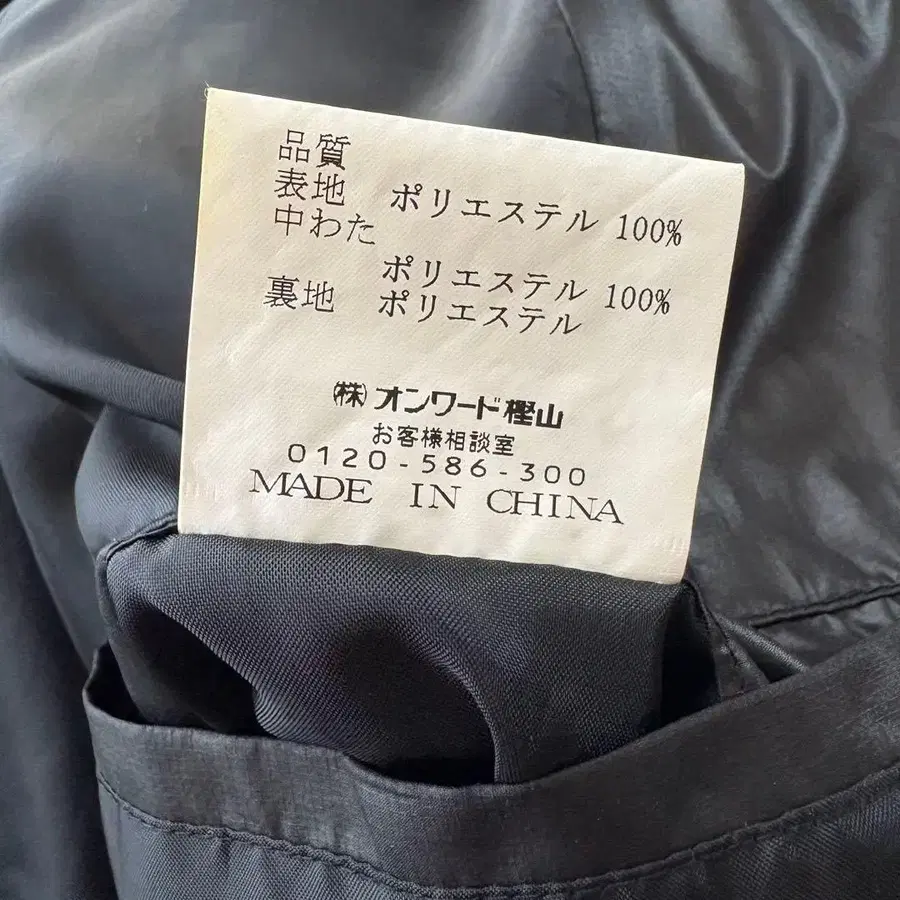 品質
表地 ポリエステル 100%
中わた
ポリエステル 100%
裏地 ポリエステル
㈱オンワード樫山
お客様相談室
0120-586-300
MADE IN CHINA